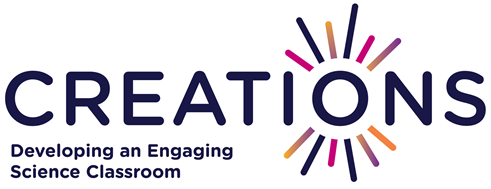 CREATIONS
Developing an Engaging
Science Classroom